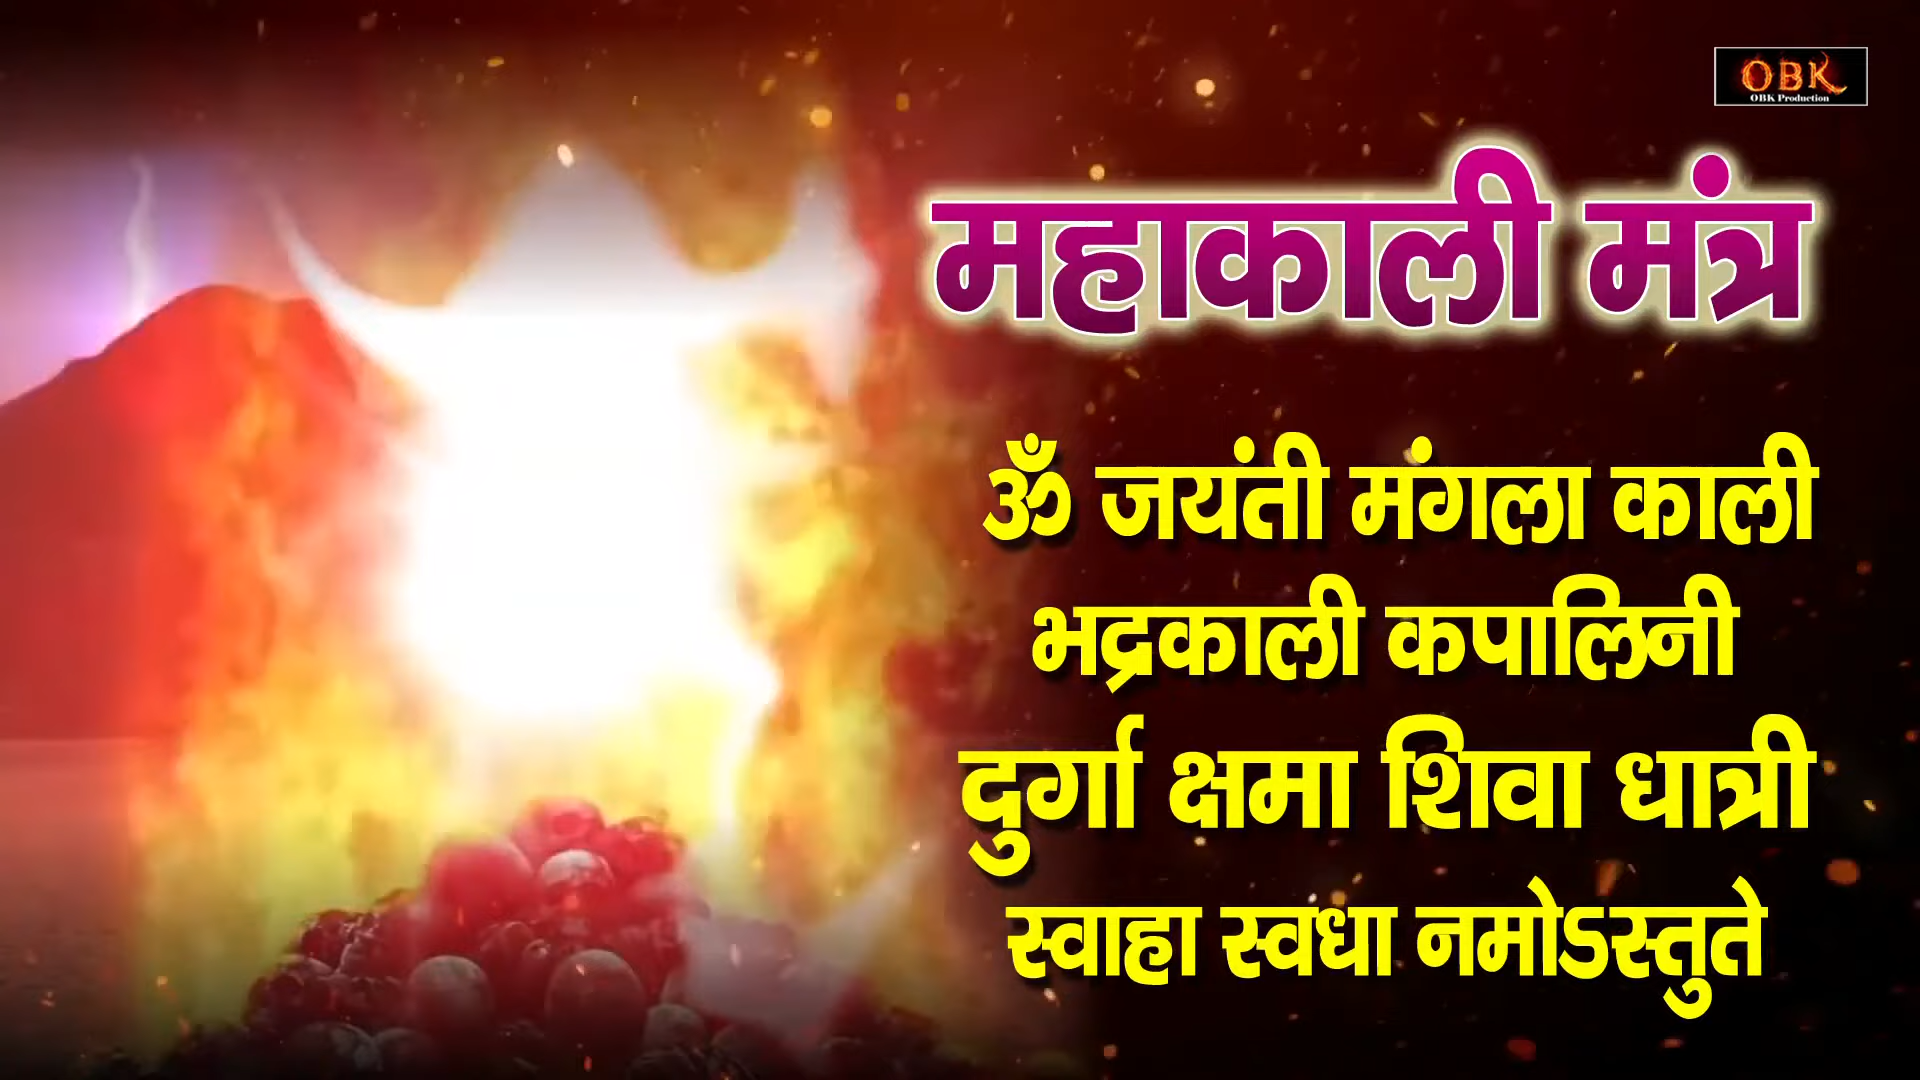 OBK
OBK Production
महाकाली मंत्र
ॐ जयंती मंगला काली
भद्रकाली कपालिनी
दुर्गा क्षमा शिवा धात्री
स्वाहा स्वधा नमोऽस्तुते